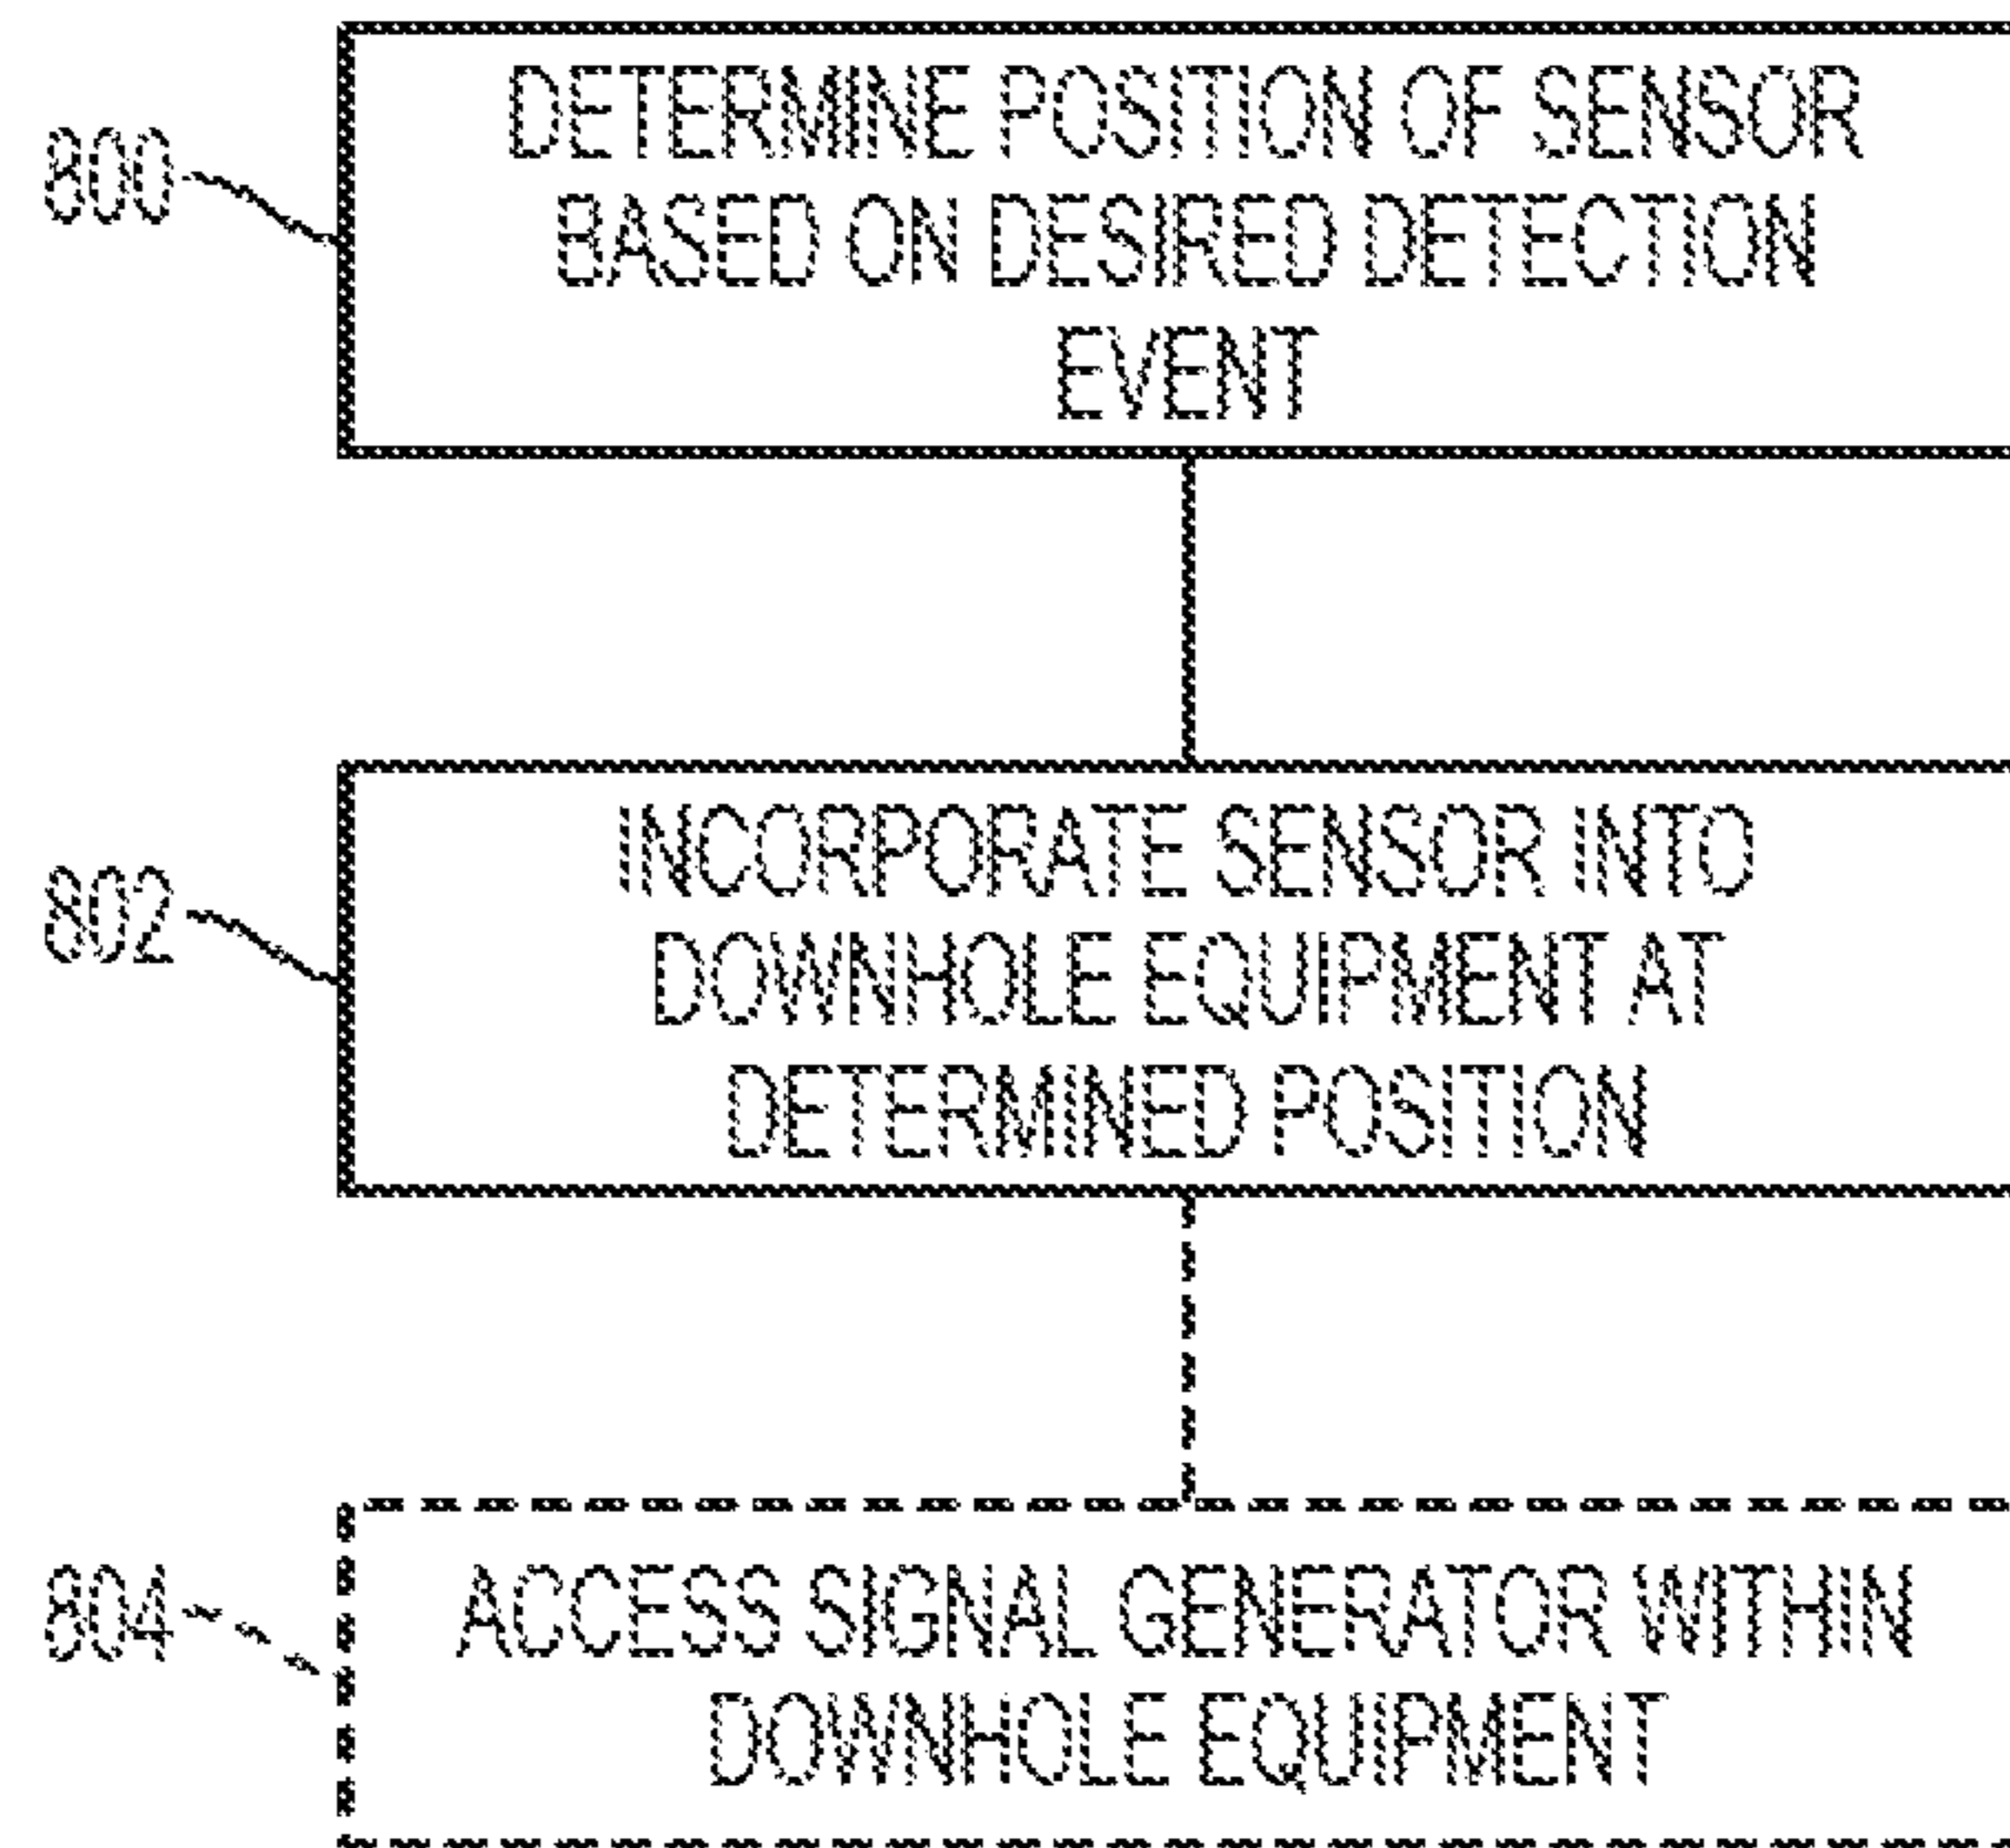 800
DETERMINE POSITION OF SENSOR
BASED ON DESIRED DETECTION
EVENT
802
INCORPORATE SENSOR INTO
DOWNHOLE EQUIPMENT AT
DETERMINED POSITION
804
ACCESS SIGNAL GENERATOR WITHIN
DOWNHOLE EQUIPMENT